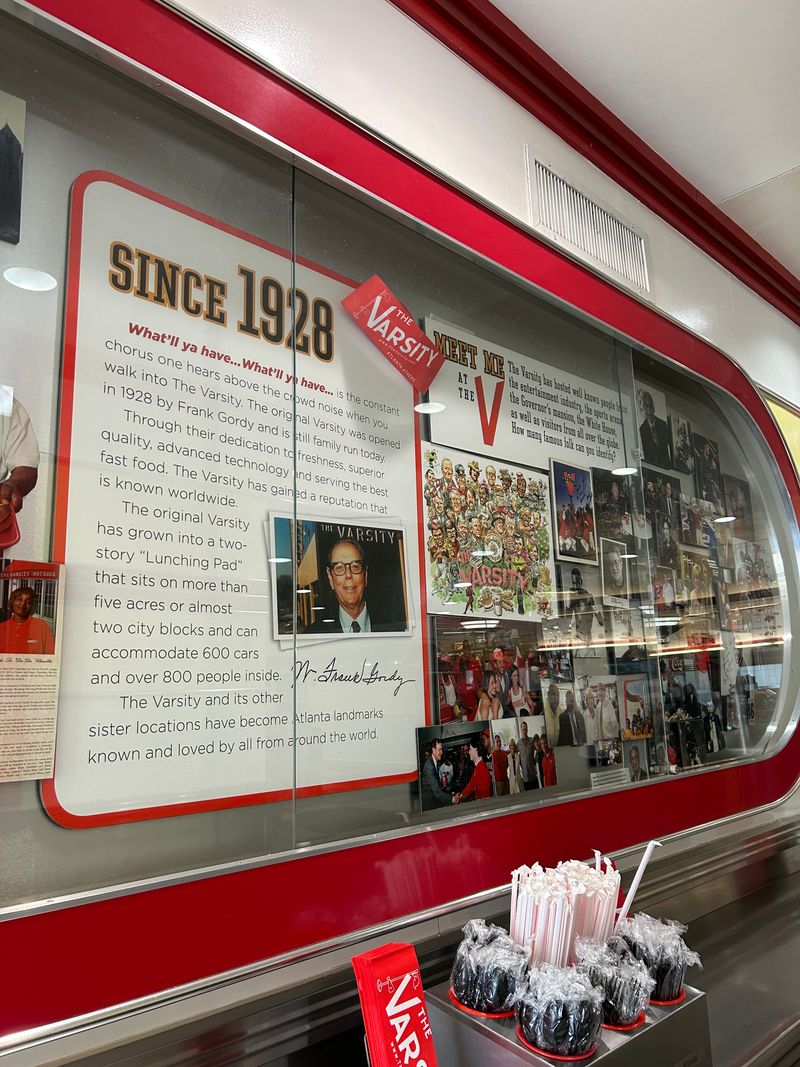 SINCE 1928
What'll ya have...What'll ya have... is the constant
chorus one hears above the crowd noise when you
walk into The Varsity. The original Varsity was opened
in 1928 by Frank Gordy and is still family run today.
Through their dedication to freshness, superior
quality, advanced technology and serving the best
fast food. The Varsity has gained a reputation that
is known worldwide.
The original Varsity
has grown into a two-
story “Lunching Pad”
that sits on more than
five acres or almost
two city blocks and can
accommodate 600 cars
and over 800 people inside.
The Varsity and its other
sister locations have become Atlanta landmarks
known and loved by all from around the world.
THE VARSITY
W. Frank Gordy
THE
VARSITY
MEET ME
AT
THE
V
The Varsity has hosted well known people from
the entertainment industry, the sports arena
the Governor's mansion, the White House,
as well as visitors from all over the globe.
How many famous folk can you identify?
THE
VARSITY
THE
VARS